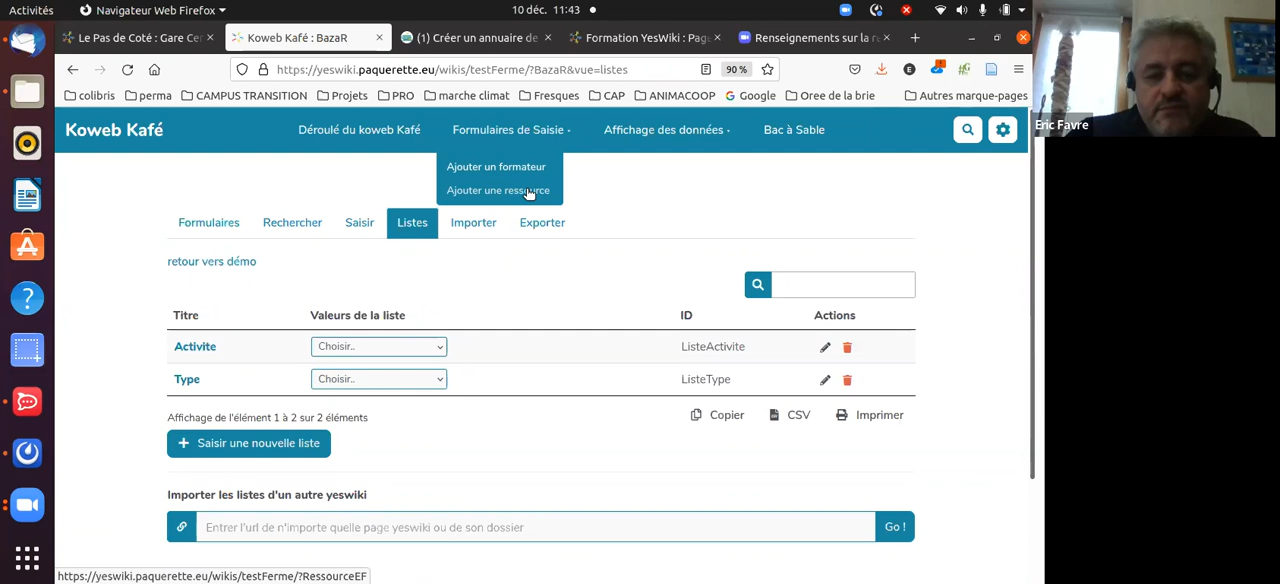 Activités
Navigateur Web Firefox
10 déc. 11:43
Le Pas de Coté : Gare Cer
Koweb Kafé : BazaR
(1) Créer un annuaire de
Formation YesWiki : Pag
Renseignements sur la re
https://yeswiki.paquerette.eu/wikis/testFerme/?BazaR&vue=listes
90 %
colibris
perma
CAMPUS TRANSITION
Projets
PRO
marche climat
Fresques
CAP
ANIMACOOP
Google
Oree de la brie
Autres marque-pages
Eric Favre
Koweb Kafé
Déroulé du koweb Kafé
Formulaires de Saisie
Affichage des données
Bac à Sable
Ajouter un formateur
Ajouter une ressource
Formulaires
Rechercher
Saisir
Listes
Importer
Exporter
retour vers démo
Titre
Valeurs de la liste
ID
Actions
Activite
Choisir..
ListeActivite
Type
Choisir..
ListeType
Affichage de l'élément 1 à 2 sur 2 éléments
Copier
CSV
Imprimer
+ Saisir une nouvelle liste
Importer les listes d'un autre yeswiki
Entrer l'url de n'importe quelle page yeswiki ou de son dossier
Go !
https://yeswiki.paquerette.eu/wikis/testFerme/?RessourceEF